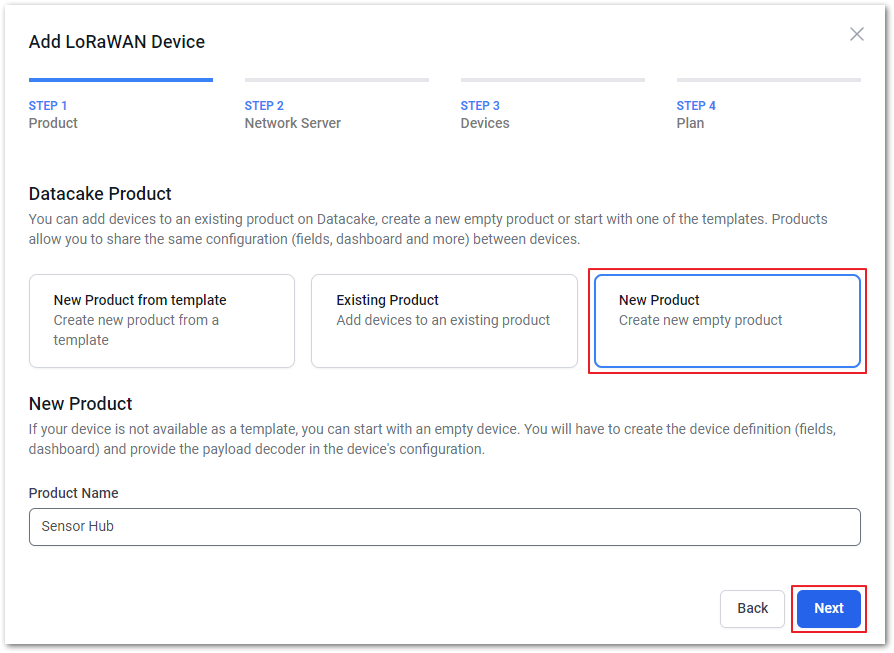 Add LoRaWAN Device
STEP 1
Product
STEP 2
Network Server
STEP 3
Devices
STEP 4
Plan
Datacake Product
You can add devices to an existing product on Datacake, create a new empty product or start with one of the templates. Products
allow you to share the same configuration (fields, dashboard and more) between devices.
New Product from template
Create new product from a
template
Existing Product
Add devices to an existing product
New Product
Create new empty product
New Product
If your device is not available as a template, you can start with an empty device. You will have to create the device definition (fields,
dashboard) and provide the payload decoder in the device's configuration.
Product Name
Sensor Hub
Back
Next